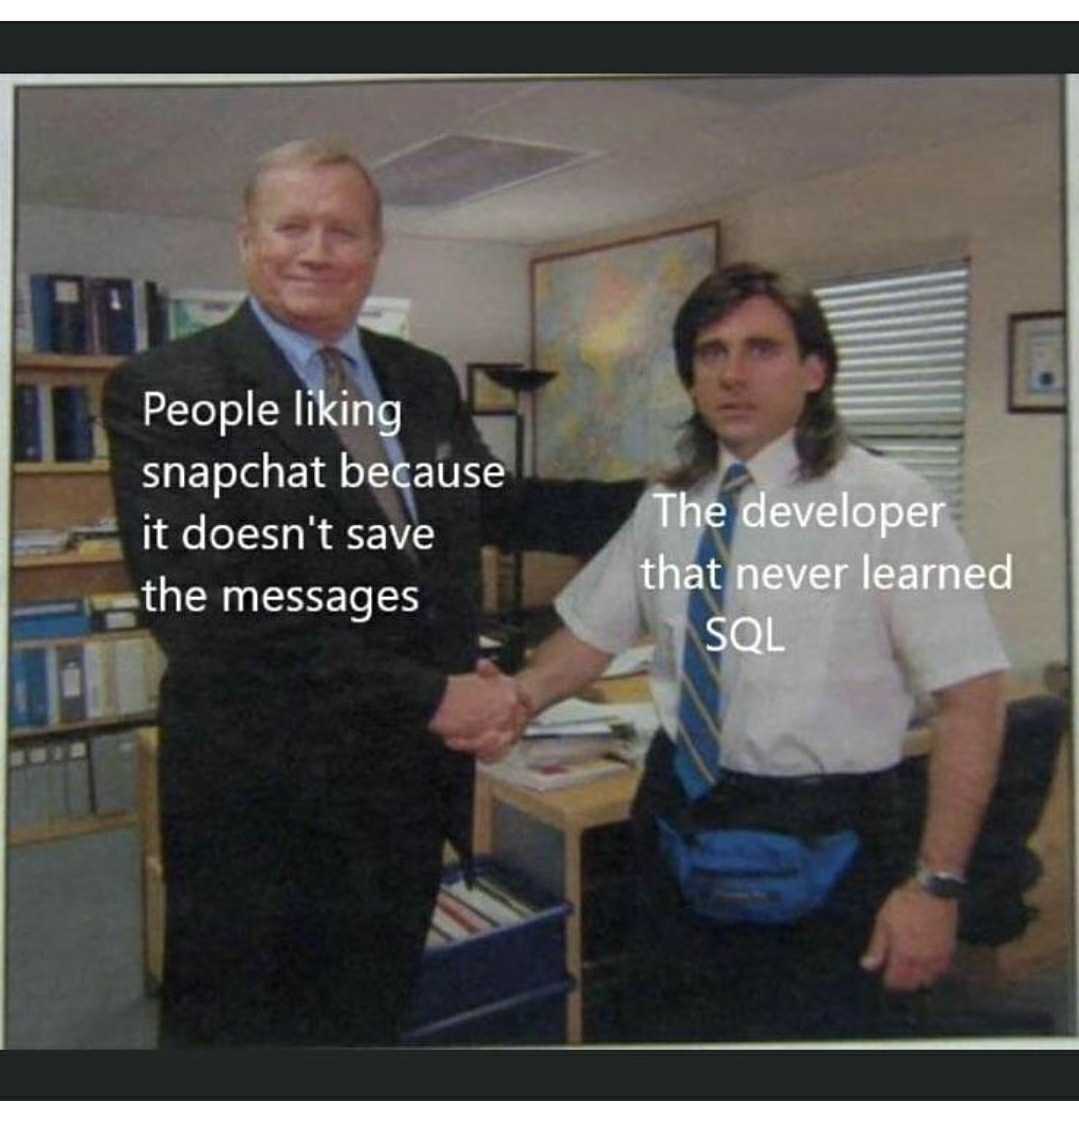 People liking
snapchat because
it doesn't save
the messages
The developer
that never learned
SQL